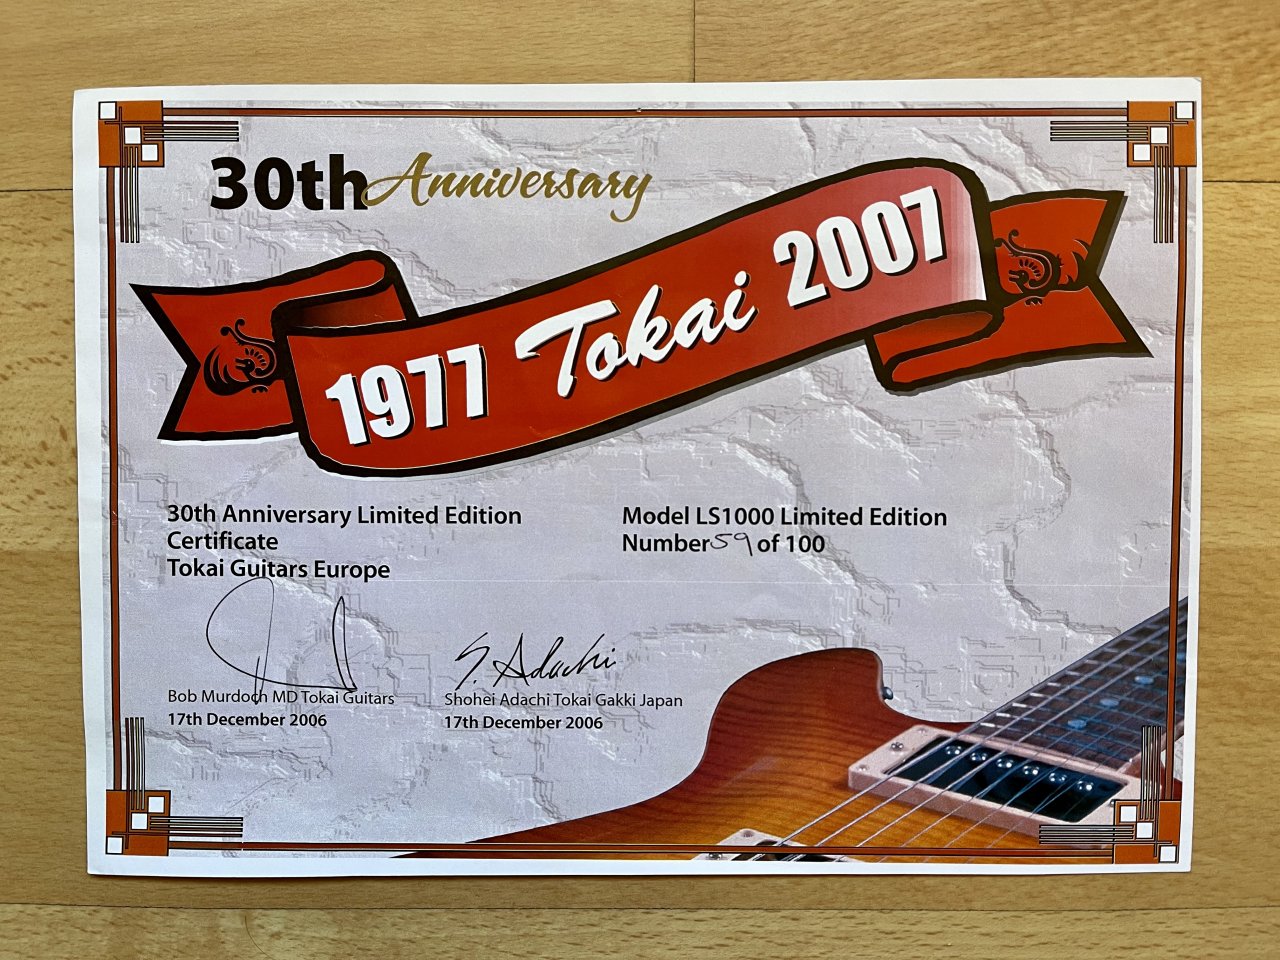 30th Anniversary
1977 Tokai 2007
30th Anniversary Limited Edition
Certificate
Tokai Guitars Europe
Model LS1000 Limited Edition
Number 59 of 100
S. Adachi
Bob Murdoch MD Tokai Guitars
17th December 2006
Shohei Adachi Tokai Gakki Japan
17th December 2006